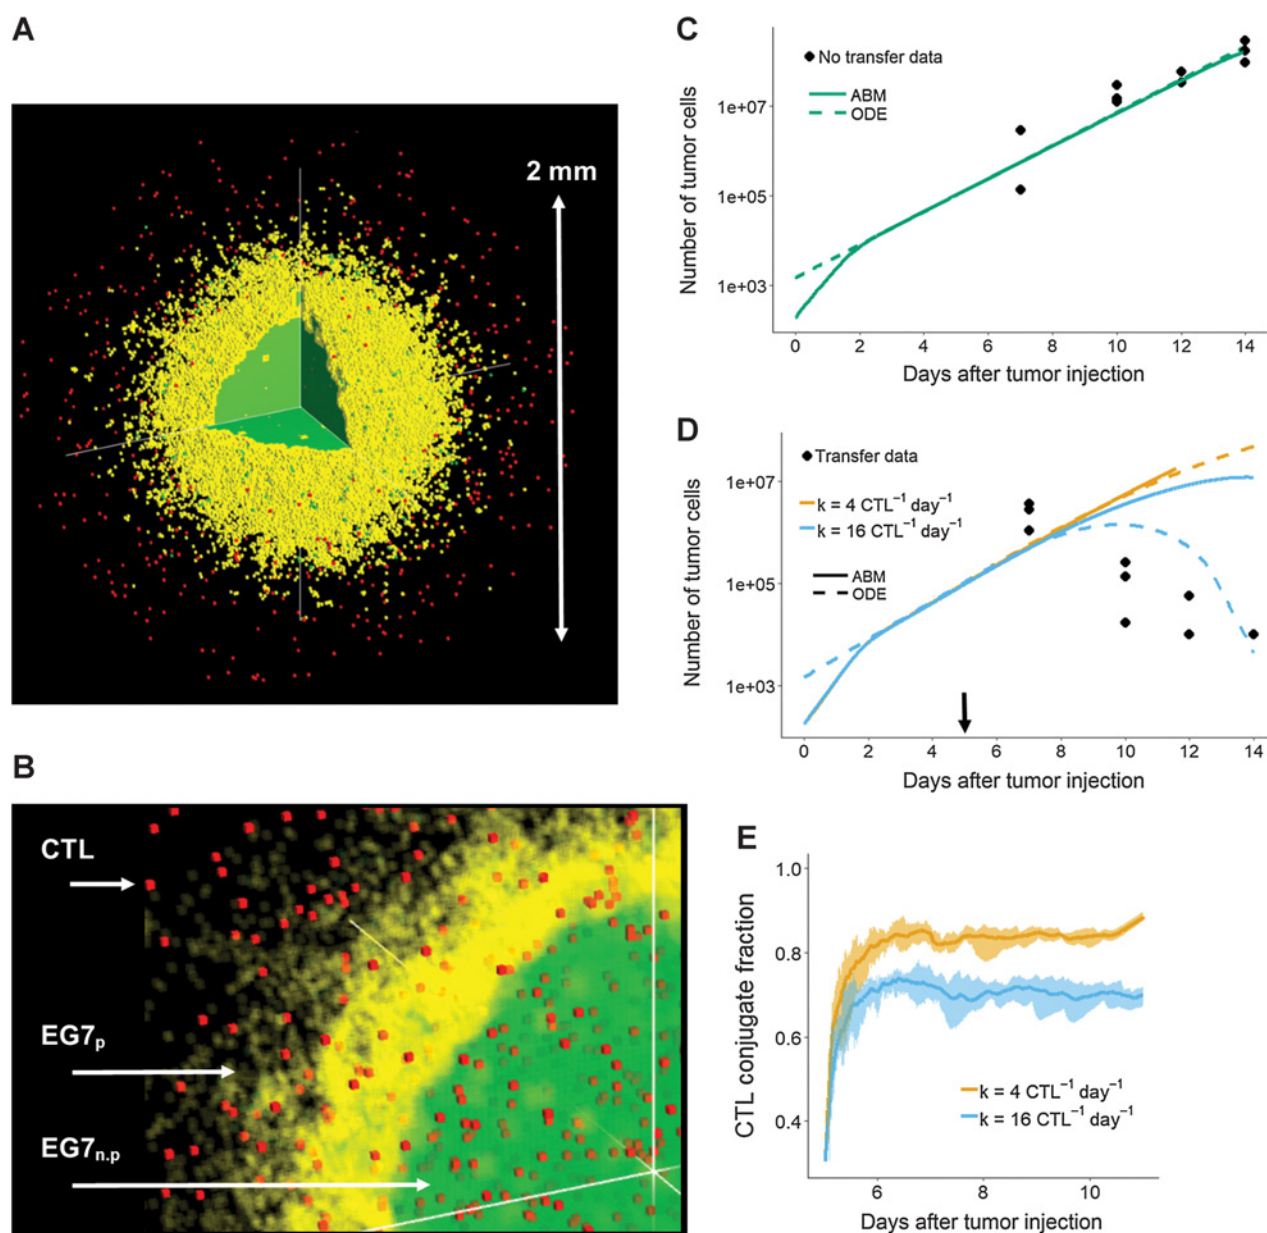 A
2 mm
B
CTL
EG7p
EG7n.p
C
No transfer data
ABM
ODE
1e+07
1e+05
1e+03
Number of tumor cells
0 2 4 6 8 10 12 14
Days after tumor injection
D
Transfer data
k = 4 CTL⁻¹ day⁻¹
k = 16 CTL⁻¹ day⁻¹
ABM
ODE
1e+07
1e+05
1e+03
Number of tumor cells
0 2 4 6 8 10 12 14
Days after tumor injection
E
1.0
0.8
0.6
0.4
CTL conjugate fraction
k = 4 CTL⁻¹ day⁻¹
k = 16 CTL⁻¹ day⁻¹
6 8 10
Days after tumor injection